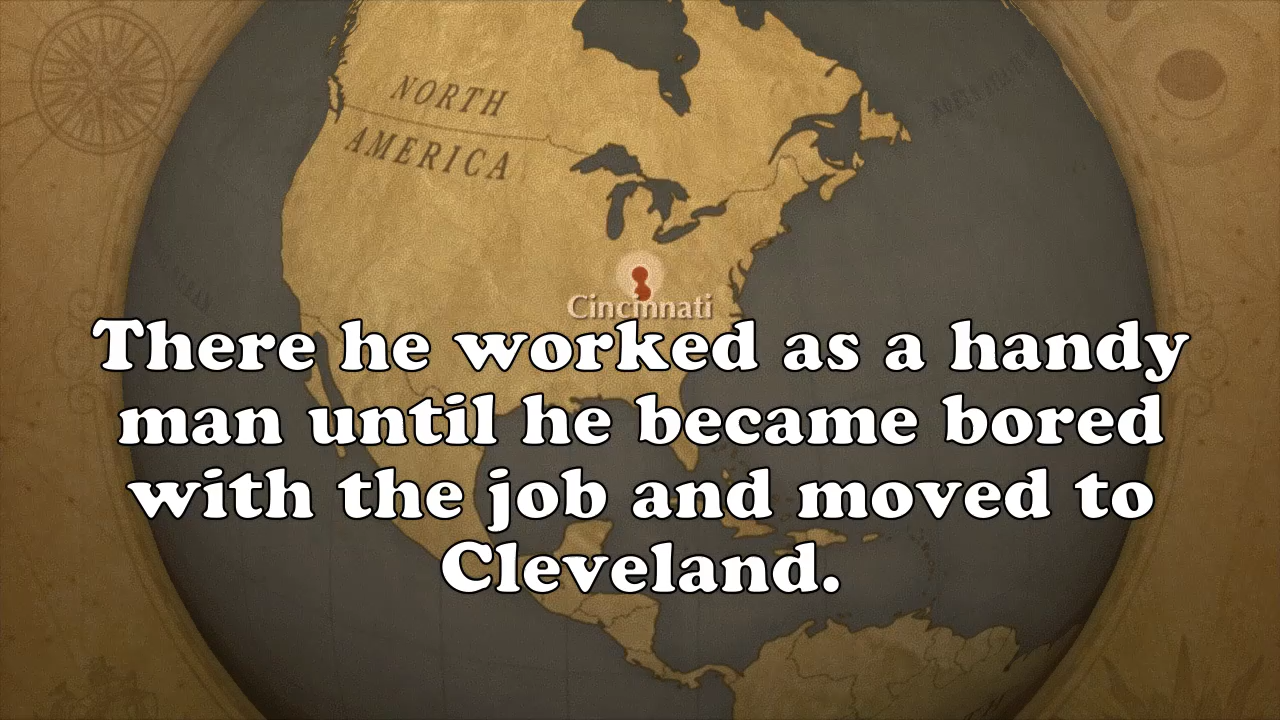 NORTH
AMERICA
Cincinnati
There he worked as a handy
man until he became bored
with the job and moved to
Cleveland.